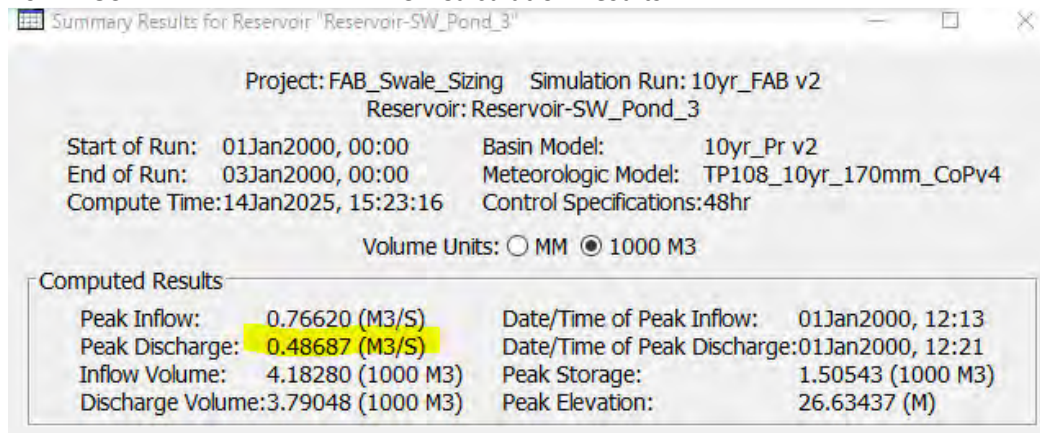 Summary Results for Reservoir "Reservoir-SW_Pond_3"
Project: FAB_Swale_Sizing Simulation Run: 10yr_FAB v2
Reservoir: Reservoir-SW_Pond_3
Start of Run: 01Jan2000, 00:00 Basin Model: 10yr_Pr v2
End of Run: 03Jan2000, 00:00 Meteorologic Model: TP108_10yr_170mm_CoPv4
Compute Time:14Jan2025, 15:23:16 Control Specifications:48hr
Volume Units: MM 1000 M3
Computed Results
Peak Inflow: 0.76620 (M3/S) Date/Time of Peak Inflow: 01Jan2000, 12:13
Peak Discharge: 0.48687 (M3/S) Date/Time of Peak Discharge:01Jan2000, 12:21
Inflow Volume: 4.18280 (1000 M3) Peak Storage: 1.50543 (1000 M3)
Discharge Volume:3.79048 (1000 M3) Peak Elevation: 26.63437 (M)